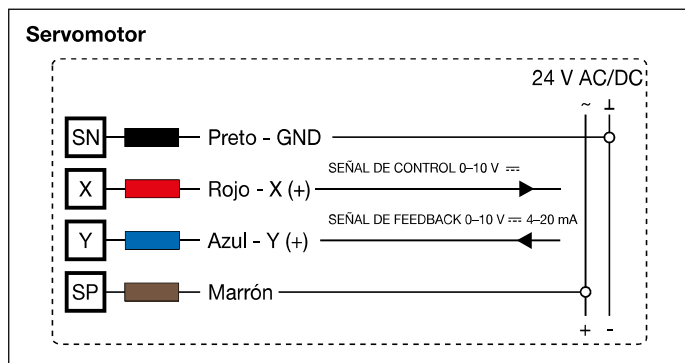 Servomotor
24 V AC/DC
~ ⊥
SN Preto - GND
X Rojo - X (+) SEÑAL DE CONTROL 0–10 V ⎓
Y Azul - Y (+) SEÑAL DE FEEDBACK 0–10 V ⎓ 4–20 mA
SP Marrón
+ -